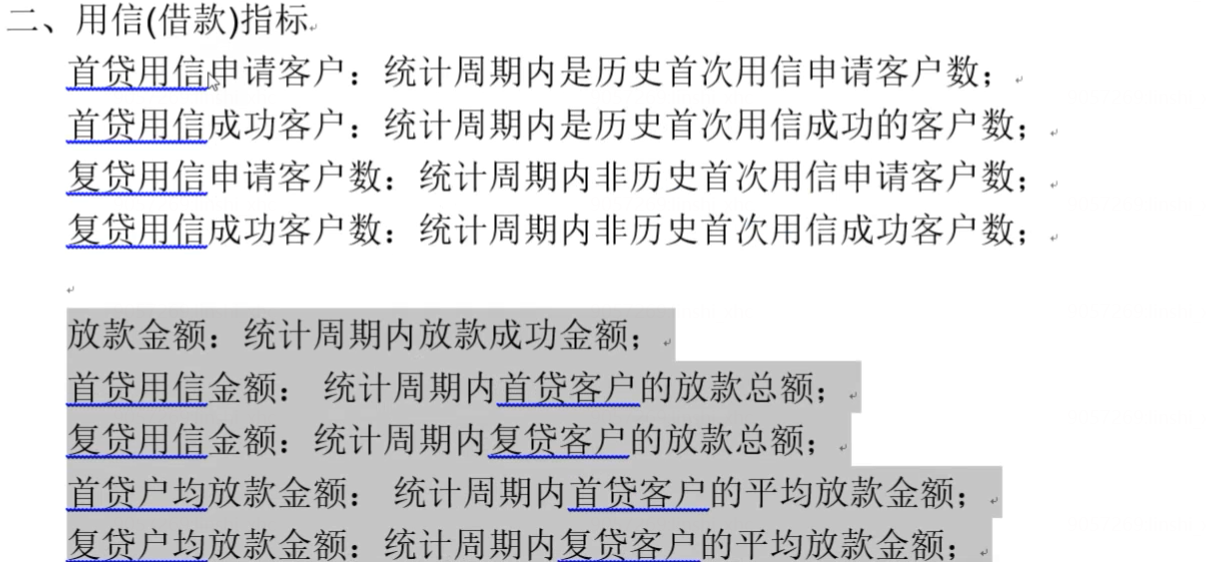 二、用信(借款)指标
首贷用信申请客户：统计周期内是历史首次用信申请客户数；
首贷用信成功客户：统计周期内是历史首次用信成功的客户数；
复贷用信申请客户数：统计周期内非历史首次用信申请客户数；
复贷用信成功客户数：统计周期内非历史首次用信成功客户数；
放款金额：统计周期内放款成功金额；
首贷用信金额： 统计周期内首贷客户的放款总额；
复贷用信金额：统计周期内复贷客户的放款总额；
首贷户均放款金额： 统计周期内首贷客户的平均放款金额；
复贷户均放款金额：统计周期内复贷客户的平均放款金额；